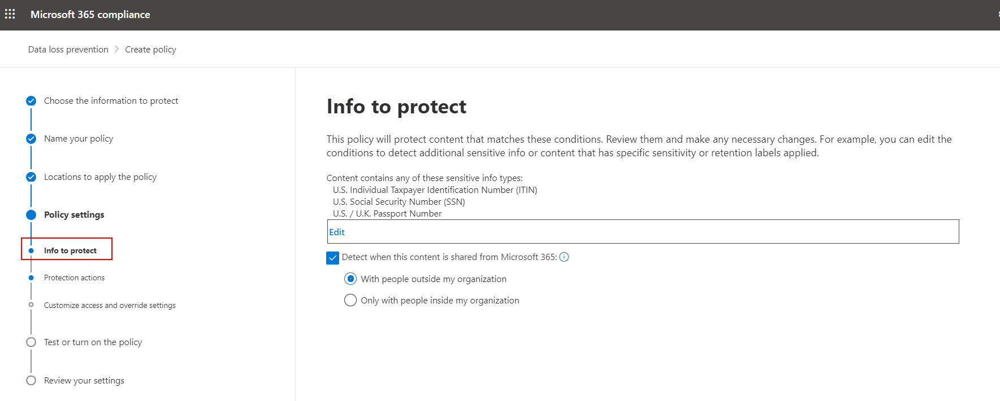 Microsoft 365 compliance
Data loss prevention > Create policy
Choose the information to protect
Name your policy
Locations to apply the policy
Policy settings
Info to protect
Protection actions
Customize access and override settings
Test or turn on the policy
Review your settings
Info to protect
This policy will protect content that matches these conditions. Review them and make any necessary changes. For example, you can edit the
conditions to detect additional sensitive info or content that has specific sensitivity or retention labels applied.
Content contains any of these sensitive info types:
U.S. Individual Taxpayer Identification Number (ITIN)
U.S. Social Security Number (SSN)
U.S. / U.K. Passport Number
Edit
Detect when this content is shared from Microsoft 365:
With people outside my organization
Only with people inside my organization